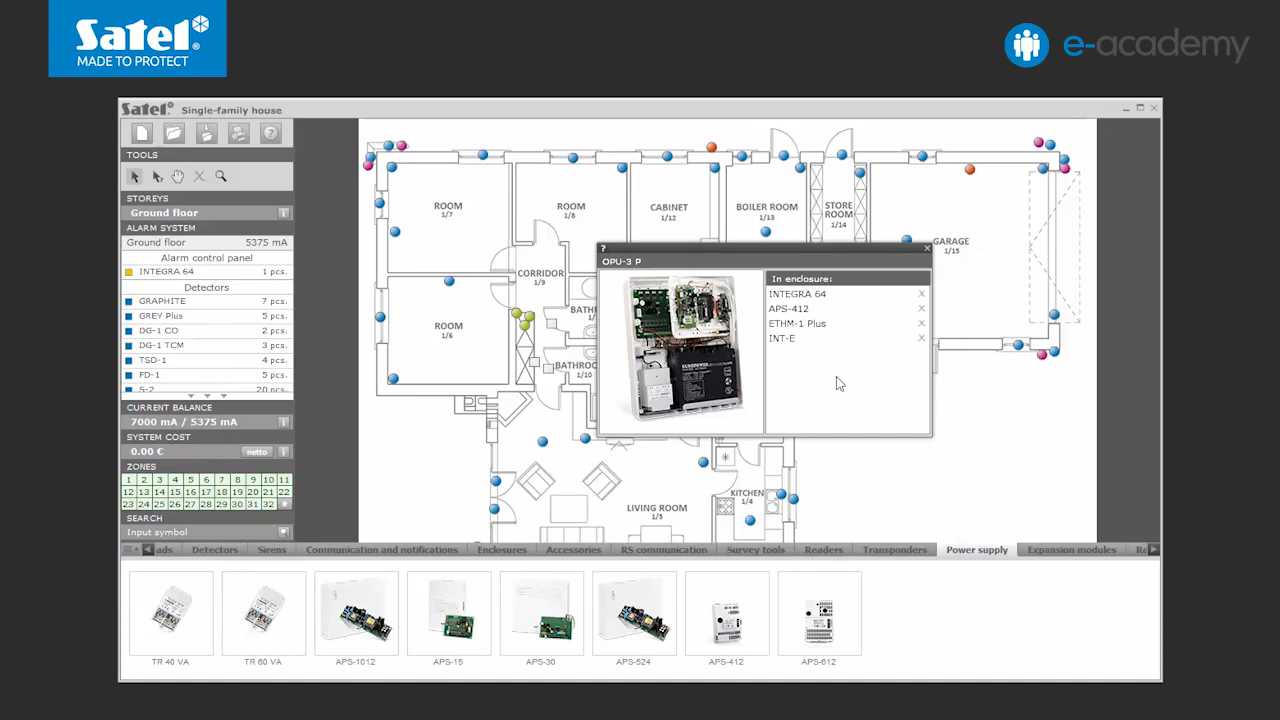 Satel®
MADE TO PROTECT
e-academy
Satel® Single-family house
TOOLS
STOREYS
Ground floor
ALARM SYSTEM
Ground floor 5375 mA
Alarm control panel
INTEGRA 64 1 pcs.
Detectors
GRAPHITE 7 pcs.
GREY Plus 5 pcs.
DG-1 CO 2 pcs.
DG-1 TCM 3 pcs.
TSD-1 4 pcs.
FD-1 5 pcs.
S-2 20 pcs.
CURRENT BALANCE
7000 mA / 5375 mA
SYSTEM COST
0.00 € netto
ZONES
1 2 3 4 5 6 7 8 9 10 11
12 13 14 15 16 17 18 19 20 21 22
23 24 25 26 27 28 29 30 31 32
SEARCH
Input symbol
ROOM
1/7
ROOM
1/8
CABINET
1/12
BOILER ROOM
1/13
STORE
ROOM
1/14
GARAGE
1/15
CORRIDOR
1/9
ROOM
1/6
BATH
BATHROO
1/10
LIVING ROOM
1/5
KITCHEN
1/4
?
OPU-3 P
In enclosure:
INTEGRA 64 X
APS-412 X
ETHM-1 Plus X
INT-E X
ads Detectors Sirens Communication and notifications Enclosures Accessories RS communication Survey tools Readers Transponders Power supply Expansion modules Re
TR 40 VA TR 60 VA APS-1012 APS-15 APS-30 APS-524 APS-412 APS-612